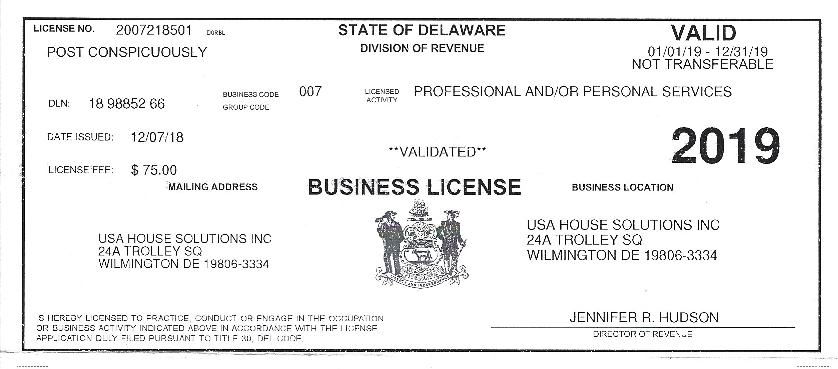 LICENSE NO. 2007218501 DORBL
POST CONSPICUOUSLY
STATE OF DELAWARE
DIVISION OF REVENUE
VALID
01/01/19 - 12/31/19
NOT TRANSFERABLE
DLN: 18 98852 66
BUSINESS CODE 007
GROUP CODE
LICENSED
ACTIVITY
PROFESSIONAL AND/OR PERSONAL SERVICES
DATE ISSUED: 12/07/18
**VALIDATED**
2019
LICENSE FEE: $ 75.00
MAILING ADDRESS
BUSINESS LICENSE
BUSINESS LOCATION
USA HOUSE SOLUTIONS INC
24A TROLLEY SQ
WILMINGTON DE 19806-3334
USA HOUSE SOLUTIONS INC
24A TROLLEY SQ
WILMINGTON DE 19806-3334
IS HEREBY LICENSED TO PRACTICE, CONDUCT OR ENGAGE IN THE OCCUPATION
OR BUSINESS ACTIVITY INDICATED ABOVE IN ACCORDANCE WITH THE LICENSE
APPLICATION DULY FILED PURSUANT TO TITLE 30, DEL CODE.
JENNIFER R. HUDSON
DIRECTOR OF REVENUE